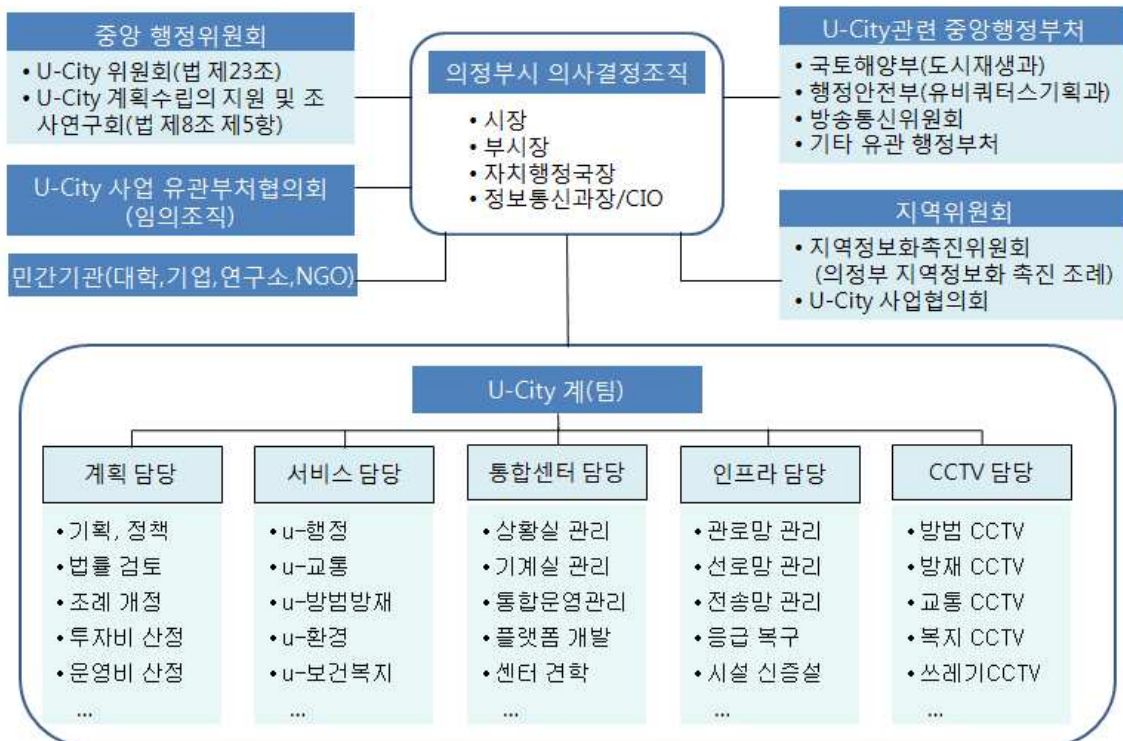 중앙 행정위원회
• U-City 위원회(법 제23조)
• U-City 계획수립의 지원 및 조
사연구회(법 제8조 제5항)
U-City 사업 유관부처협의회
(임의조직)
민간기관(대학,기업,연구소,NGO)
의정부시 의사결정조직
• 시장
• 부시장
• 자치행정국장
• 정보통신과장/CIO
U-City관련 중앙행정부처
• 국토해양부(도시재생과)
• 행정안전부(유비쿼터스기획과)
• 방송통신위원회
• 기타 유관 행정부처
지역위원회
• 지역정보화촉진위원회
(의정부 지역정보화 촉진 조례)
• U-City 사업협의회
U-City 계(팀)
계획 담당
• 기획, 정책
• 법률 검토
• 조례 개정
• 투자비 산정
• 운영비 산정
...
서비스 담당
• u-행정
• u-교통
• u-방범방재
• u-환경
• u-보건복지
...
통합센터 담당
• 상황실 관리
• 기계실 관리
• 통합운영관리
• 플랫폼 개발
• 센터 견학
...
인프라 담당
• 관로망 관리
• 선로망 관리
• 전송망 관리
• 응급 복구
• 시설 신증설
...
CCTV 담당
• 방범 CCTV
• 방재 CCTV
• 교통 CCTV
• 복지 CCTV
• 쓰레기CCTV
...